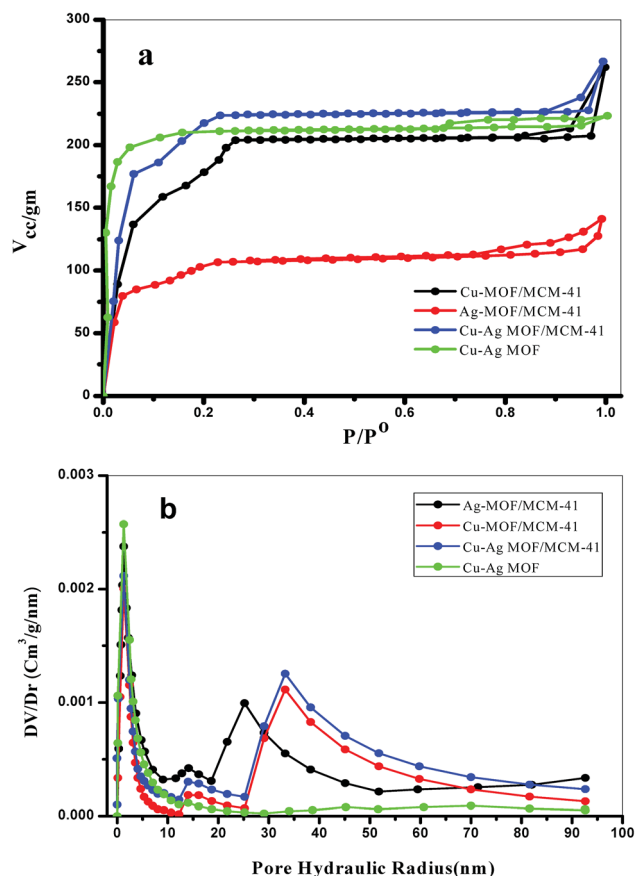 a
300
250
200
150
100
50
0
Vcc/gm
Cu-MOF/MCM-41
Ag-MOF/MCM-41
Cu-Ag MOF/MCM-41
Cu-Ag MOF
0.0 0.2 0.4 0.6 0.8 1.0
P/P⁰
b
0.003
0.002
0.001
0.000
DV/Dr (Cm³/g/nm)
Ag-MOF/MCM-41
Cu-MOF/MCM-41
Cu-Ag MOF/MCM-41
Cu-Ag MOF
0 10 20 30 40 50 60 70 80 90 100
Pore Hydraulic Radius(nm)